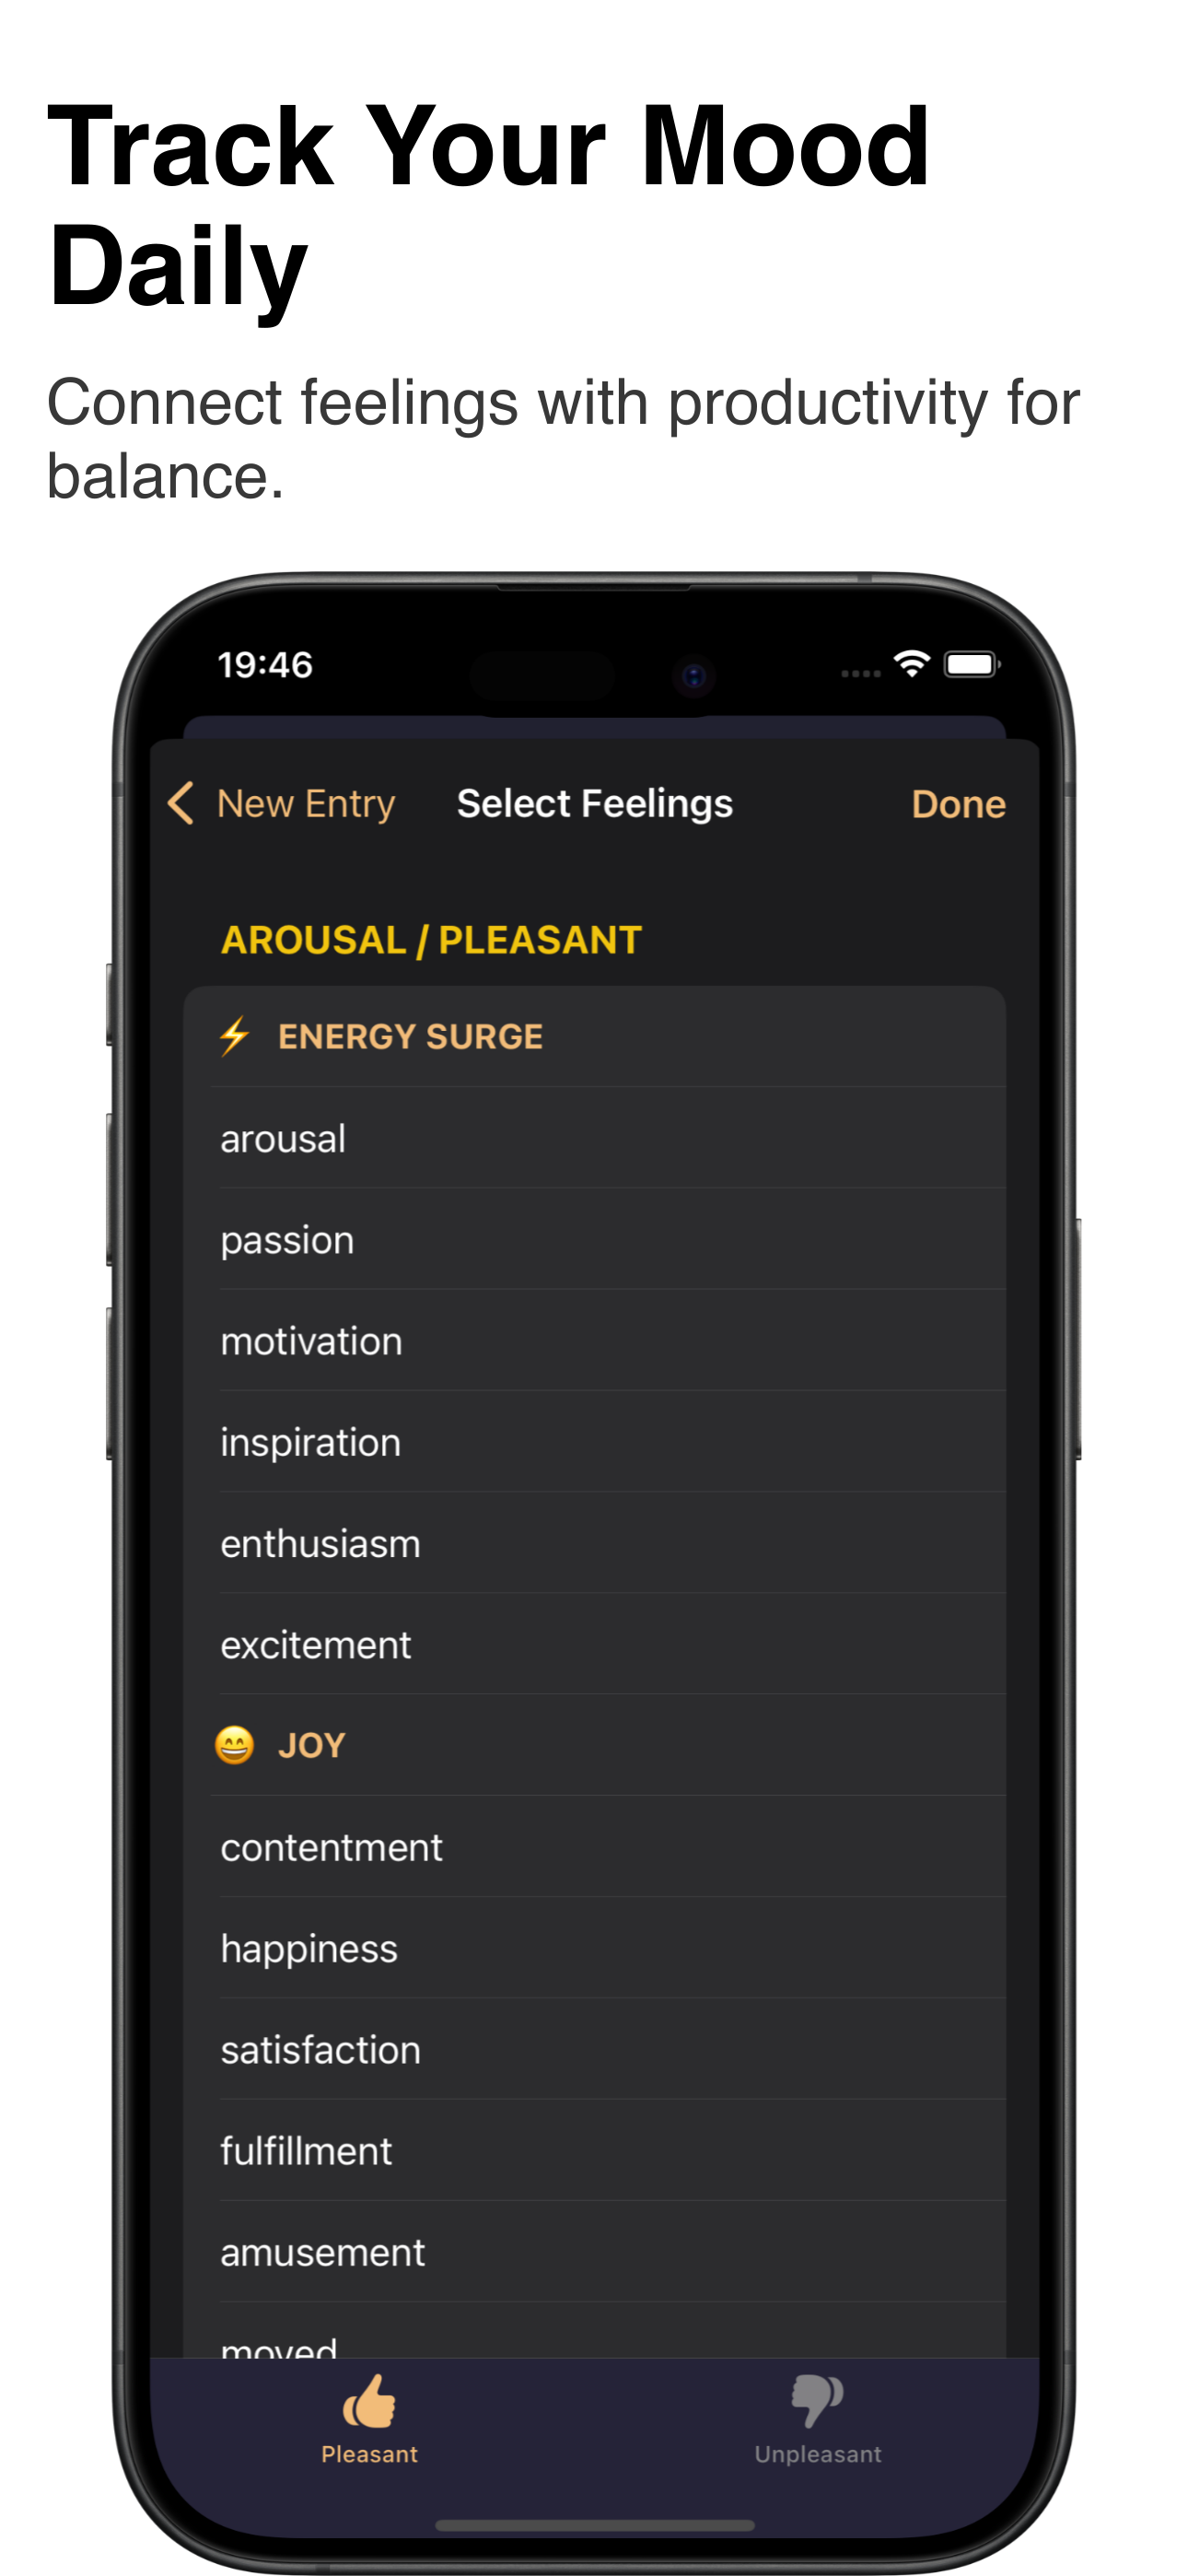 Track Your Mood
Daily
Connect feelings with productivity for
balance.
19:46
New Entry
Select Feelings
Done
AROUSAL / PLEASANT
ENERGY SURGE
arousal
passion
motivation
inspiration
enthusiasm
excitement
JOY
contentment
happiness
satisfaction
fulfillment
amusement
moved
Pleasant
Unpleasant